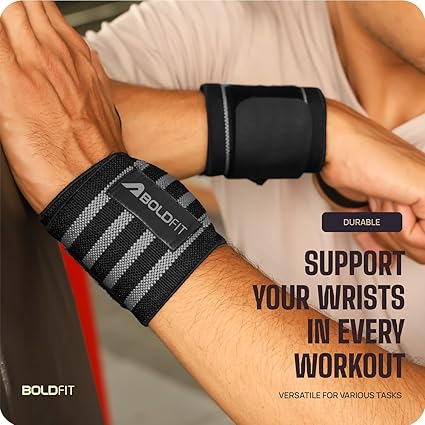 BOLDFIT
DURABLE
SUPPORT
YOUR WRISTS
IN EVERY
WORKOUT
VERSATILE FOR VARIOUS TASKS
BOLDFIT